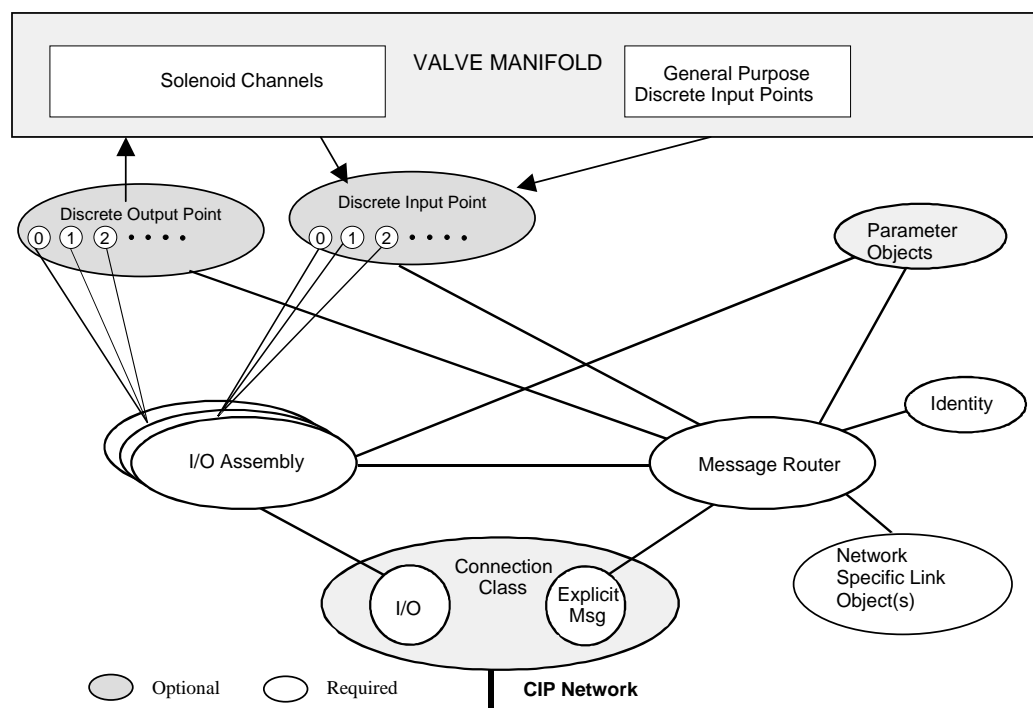 VALVE MANIFOLD
Solenoid Channels
General Purpose
Discrete Input Points
Discrete Output Point
0 1 2 • • • •
Discrete Input Point
0 1 2 • • • •
Parameter
Objects
Identity
I/O Assembly
Message Router
Connection
Class
I/O
Explicit
Msg
Network
Specific Link
Object(s)
Optional
Required
CIP Network